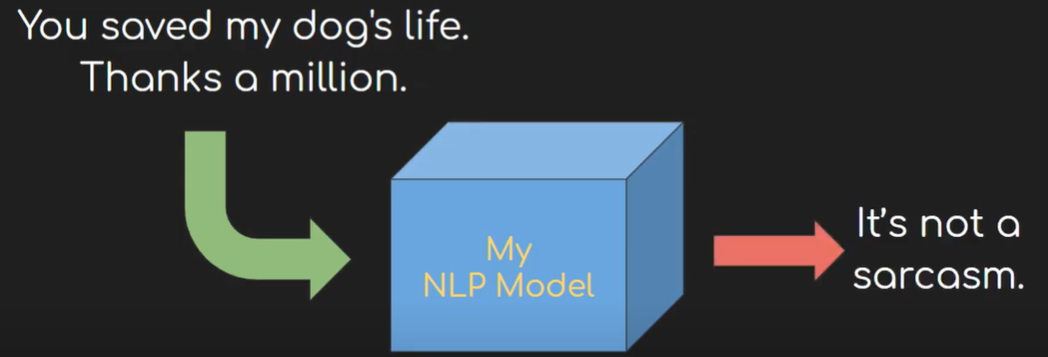 You saved my dog's life.
Thanks a million.
My
NLP Model
It's not a
sarcasm.